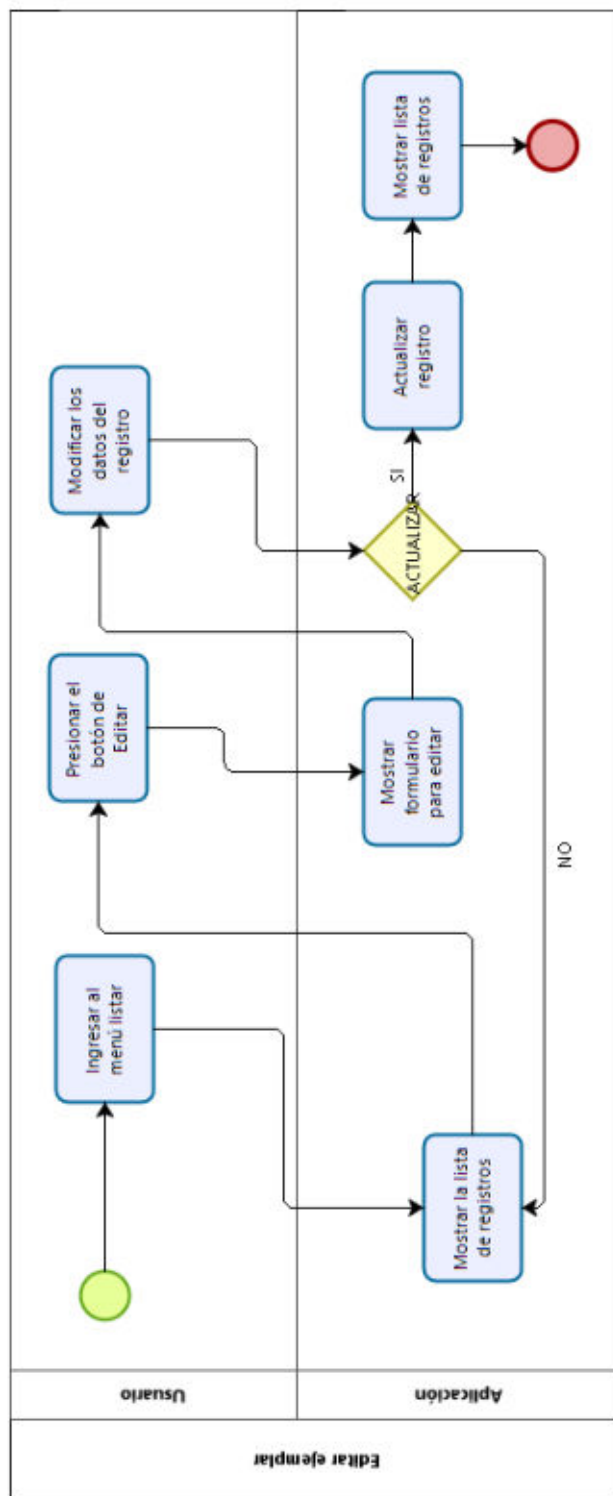 Editar ejemplar
Usuario
Aplicación
Ingresar al
menú listar
Mostrar la lista
de registros
Presionar el
botón de
Editar
Mostrar
formulario
para editar
Modificar los
datos del
registro
ACTUALIZAR
SI
NO
Actualizar
registro
Mostrar lista
de registros